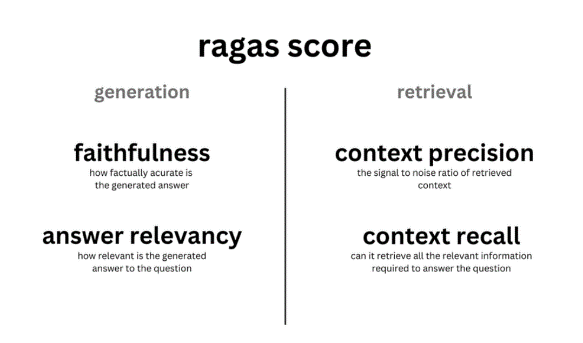 ragas score
generation
faithfulness
how factually acurate is
the generated answer
answer relevancy
how relevant is the generated
answer to the question
retrieval
context precision
the signal to noise ratio of retrieved
context
context recall
can it retrieve all the relevant information
required to answer the question